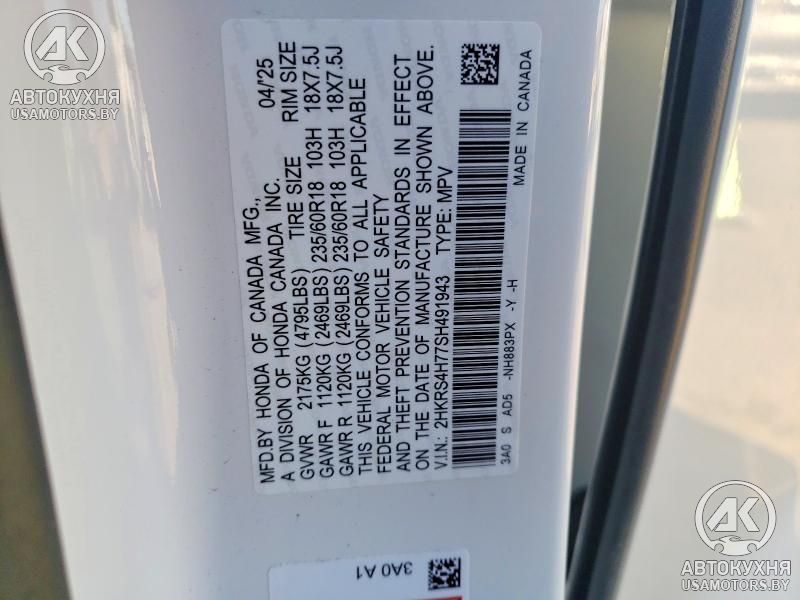 MFD.BY HONDA OF CANADA MFG., 04/'25
A DIVISION OF HONDA CANADA INC.
GVWR 2175KG (4795LBS) TIRE SIZE RIM SIZE
GAWR F 1120KG (2469LBS) 235/60R18 103H 18X7.5J
GAWR R 1120KG (2469LBS) 235/60R18 103H 18X7.5J
THIS VEHICLE CONFORMS TO ALL APPLICABLE
FEDERAL MOTOR VEHICLE SAFETY
AND THEFT PREVENTION STANDARDS IN EFFECT
ON THE DATE OF MANUFACTURE SHOWN ABOVE.
V.I.N.: 2HKRS4H77SH491943 TYPE: MPV
3A0 S AD5 -NH883PX -Y -H
MADE IN CANADA
3A0 A1
АК
АВТОКУХНЯ
USAMOTORS.BY
АК
АВТОКУХНЯ
USAMOTORS.BY